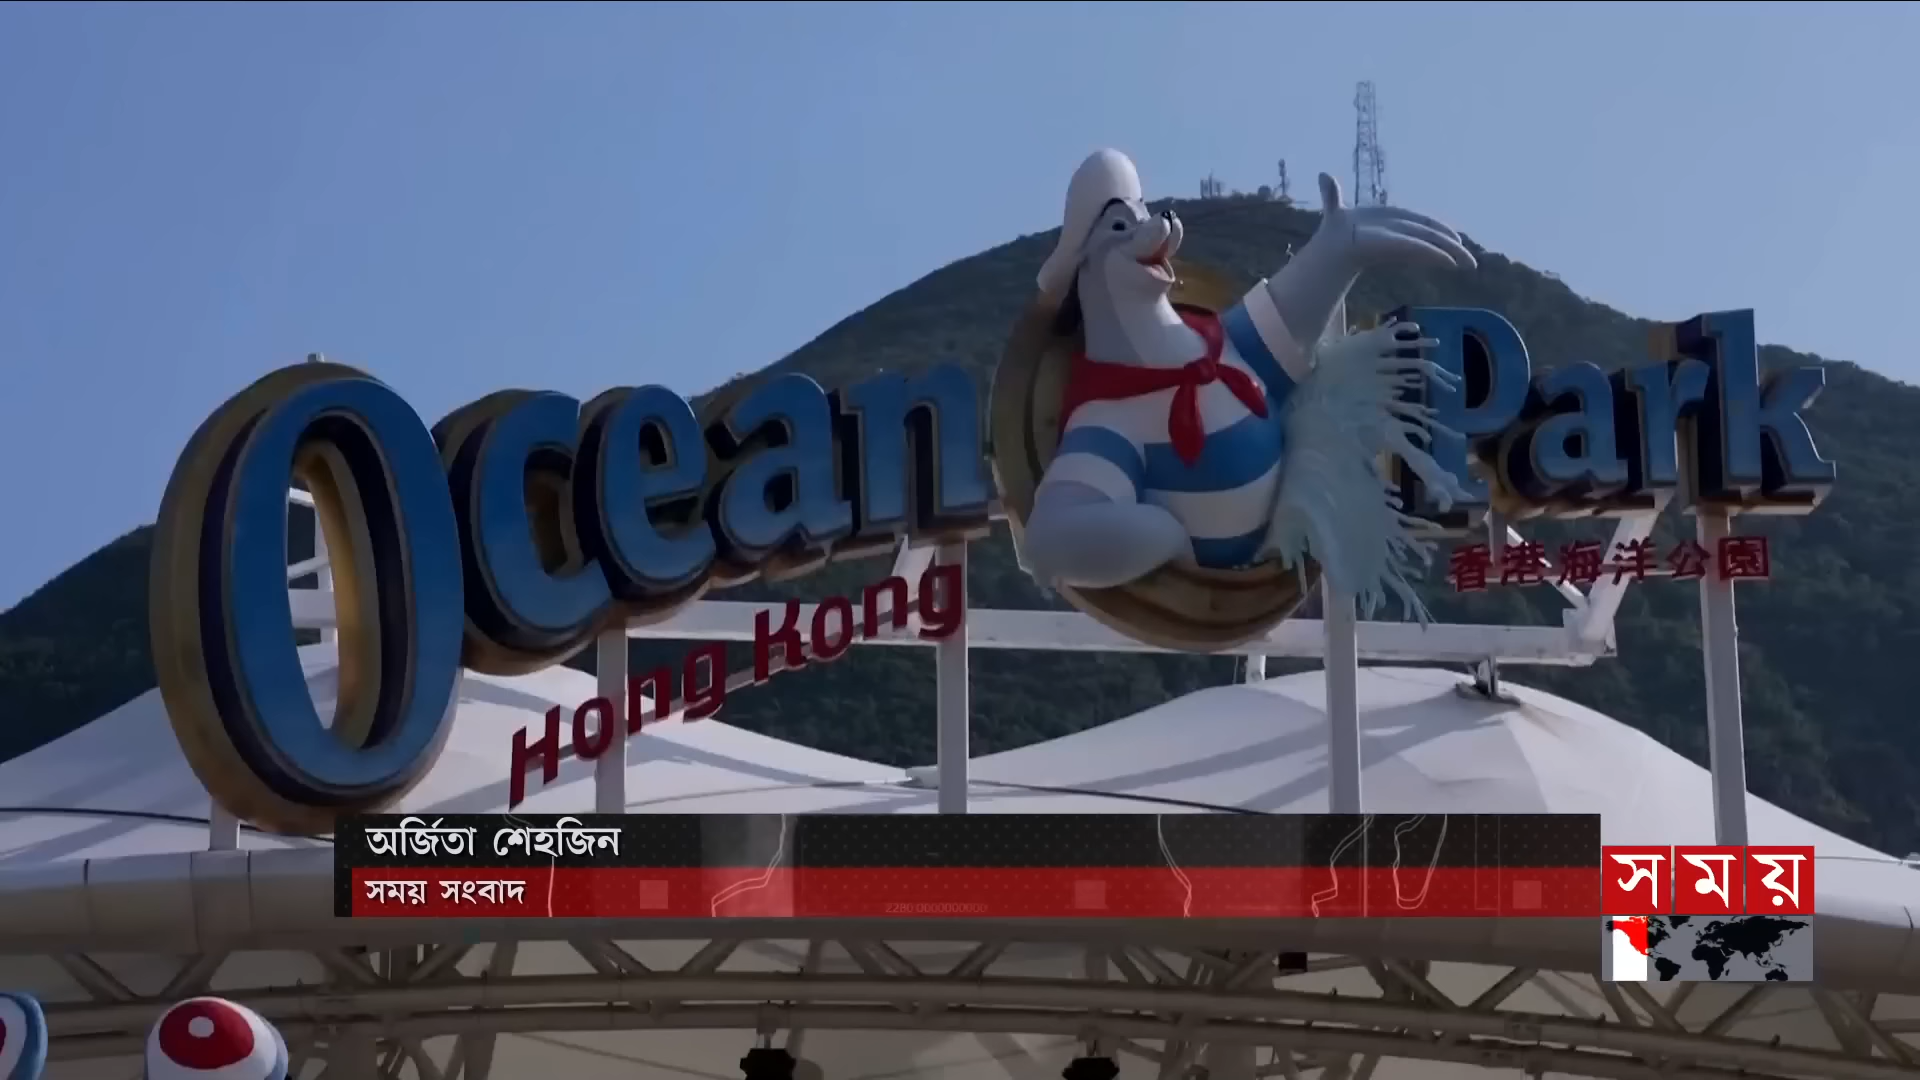 Ocean Park
Hong Kong
香港海洋公園
অর্জিতা শেহজিন
সময় সংবাদ
সময়